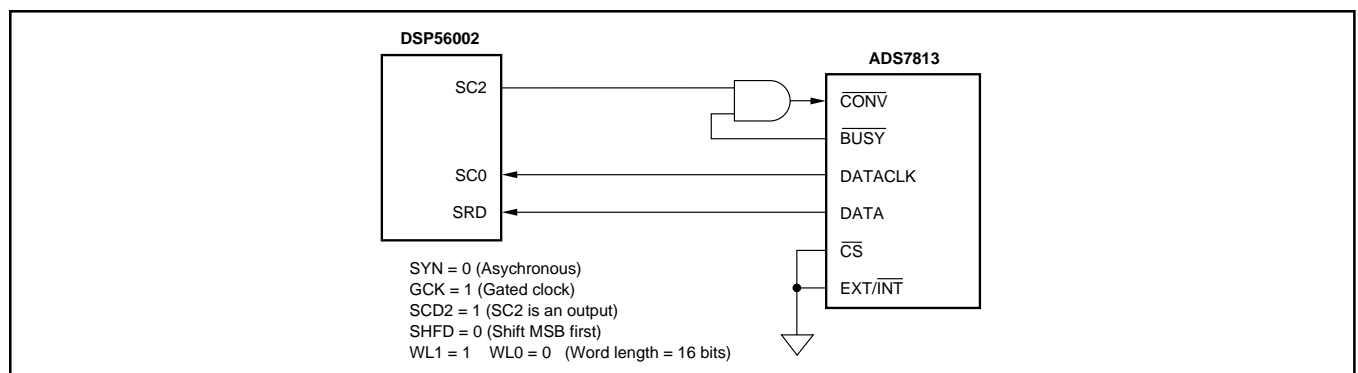 DSP56002
ADS7813
SC2
CONV
BUSY
SC0
DATACLK
SRD
DATA
CS
EXT/INT
SYN = 0 (Asychronous)
GCK = 1 (Gated clock)
SCD2 = 1 (SC2 is an output)
SHFD = 0 (Shift MSB first)
WL1 = 1 WL0 = 0 (Word length = 16 bits)